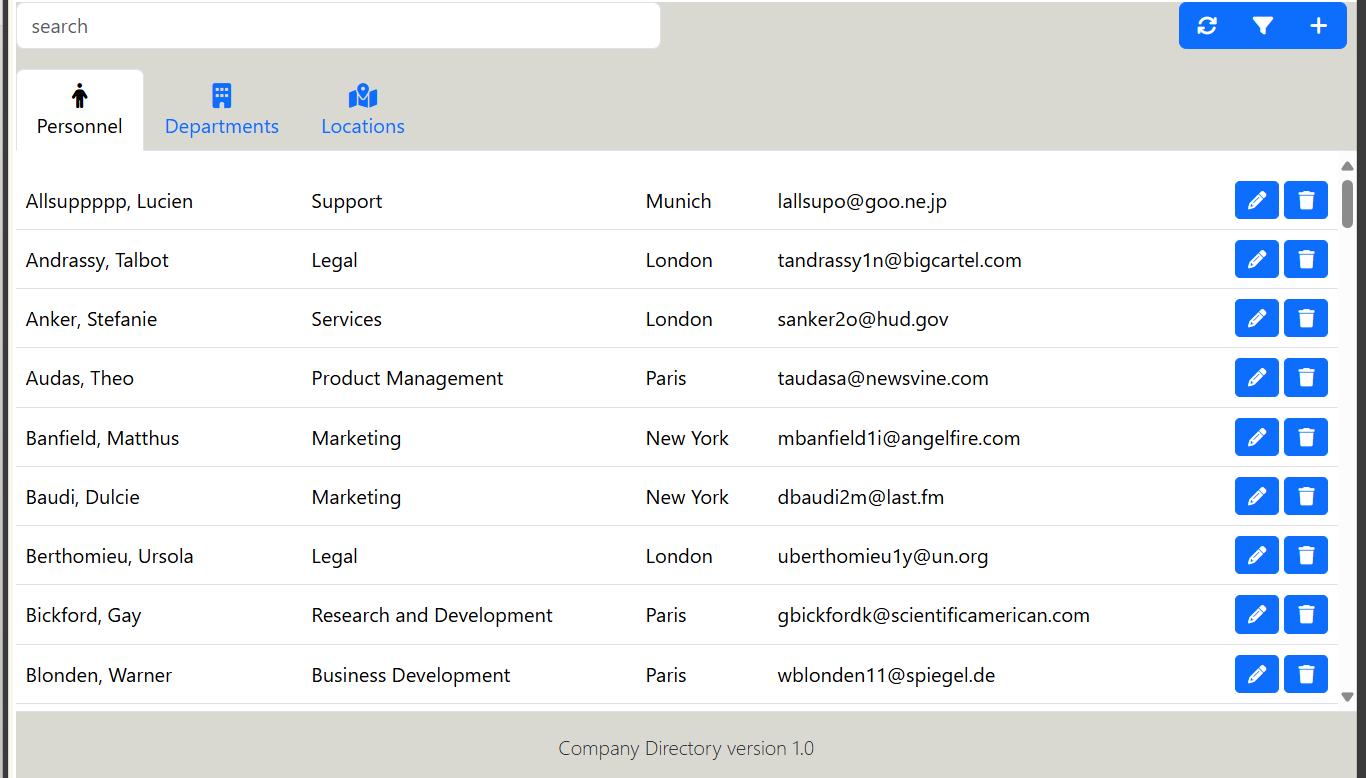 search
Personnel Departments Locations
Allsuppppp, Lucien Support Munich lallsupo@goo.ne.jp
Andrassy, Talbot Legal London tandrassy1n@bigcartel.com
Anker, Stefanie Services London sanker2o@hud.gov
Audas, Theo Product Management Paris taudasa@newsvine.com
Banfield, Matthus Marketing New York mbanfield1i@angelfire.com
Baudi, Dulcie Marketing New York dbaudi2m@last.fm
Berthomieu, Ursola Legal London uberthomieu1y@un.org
Bickford, Gay Research and Development Paris gbickfordk@scientificamerican.com
Blonden, Warner Business Development Paris wblonden11@spiegel.de
Company Directory version 1.0